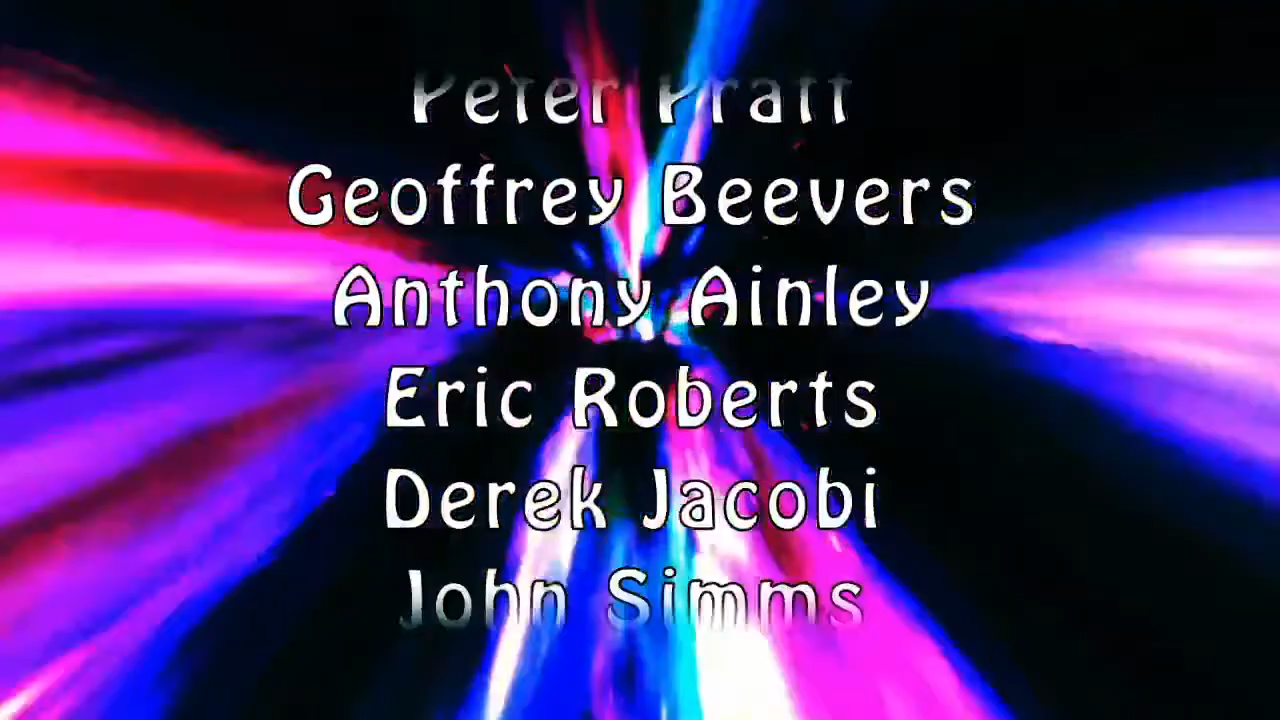 Peter Pratt
Geoffrey Beevers
Anthony Ainley
Eric Roberts
Derek Jacobi
John Simms